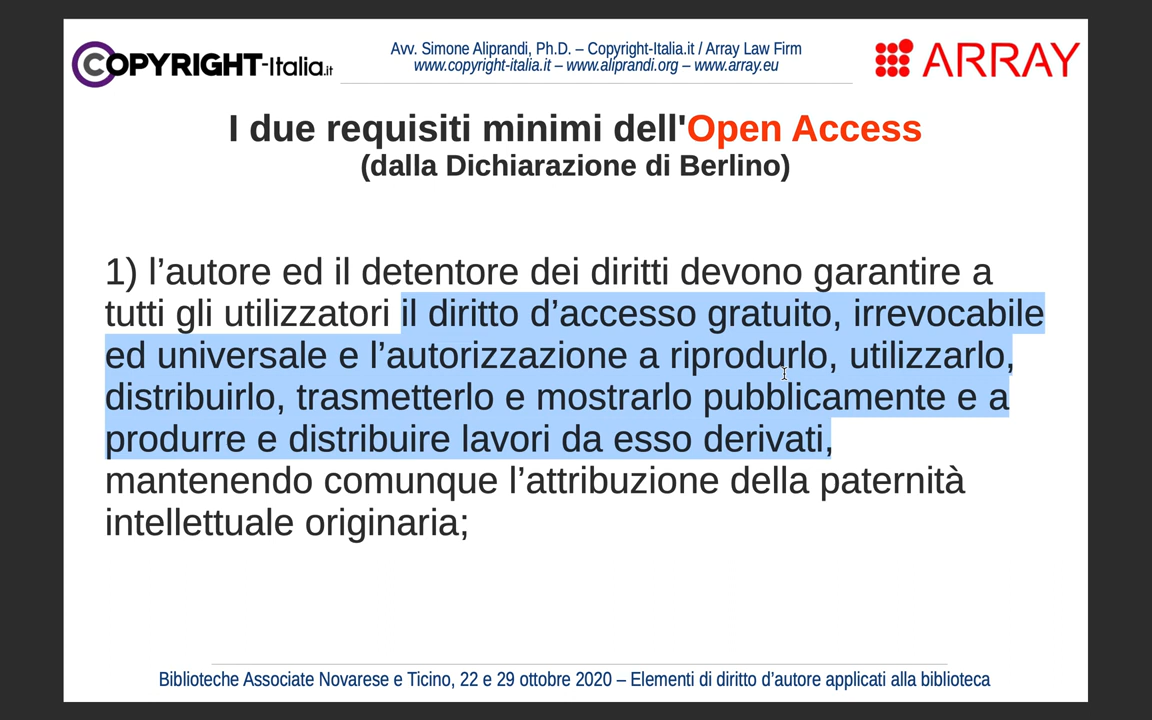 COPYRIGHT-Italia.it
Avv. Simone Aliprandi, Ph.D. – Copyright-Italia.it / Array Law Firm
www.copyright-italia.it – www.aliprandi.org – www.array.eu
ARRAY
I due requisiti minimi dell'Open Access
(dalla Dichiarazione di Berlino)
1) l’autore ed il detentore dei diritti devono garantire a
tutti gli utilizzatori il diritto d’accesso gratuito, irrevocabile
ed universale e l’autorizzazione a riprodurlo, utilizzarlo,
distribuirlo, trasmetterlo e mostrarlo pubblicamente e a
produrre e distribuire lavori da esso derivati,
mantenendo comunque l’attribuzione della paternità
intellettuale originaria;
Biblioteche Associate Novarese e Ticino, 22 e 29 ottobre 2020 – Elementi di diritto d’autore applicati alla biblioteca